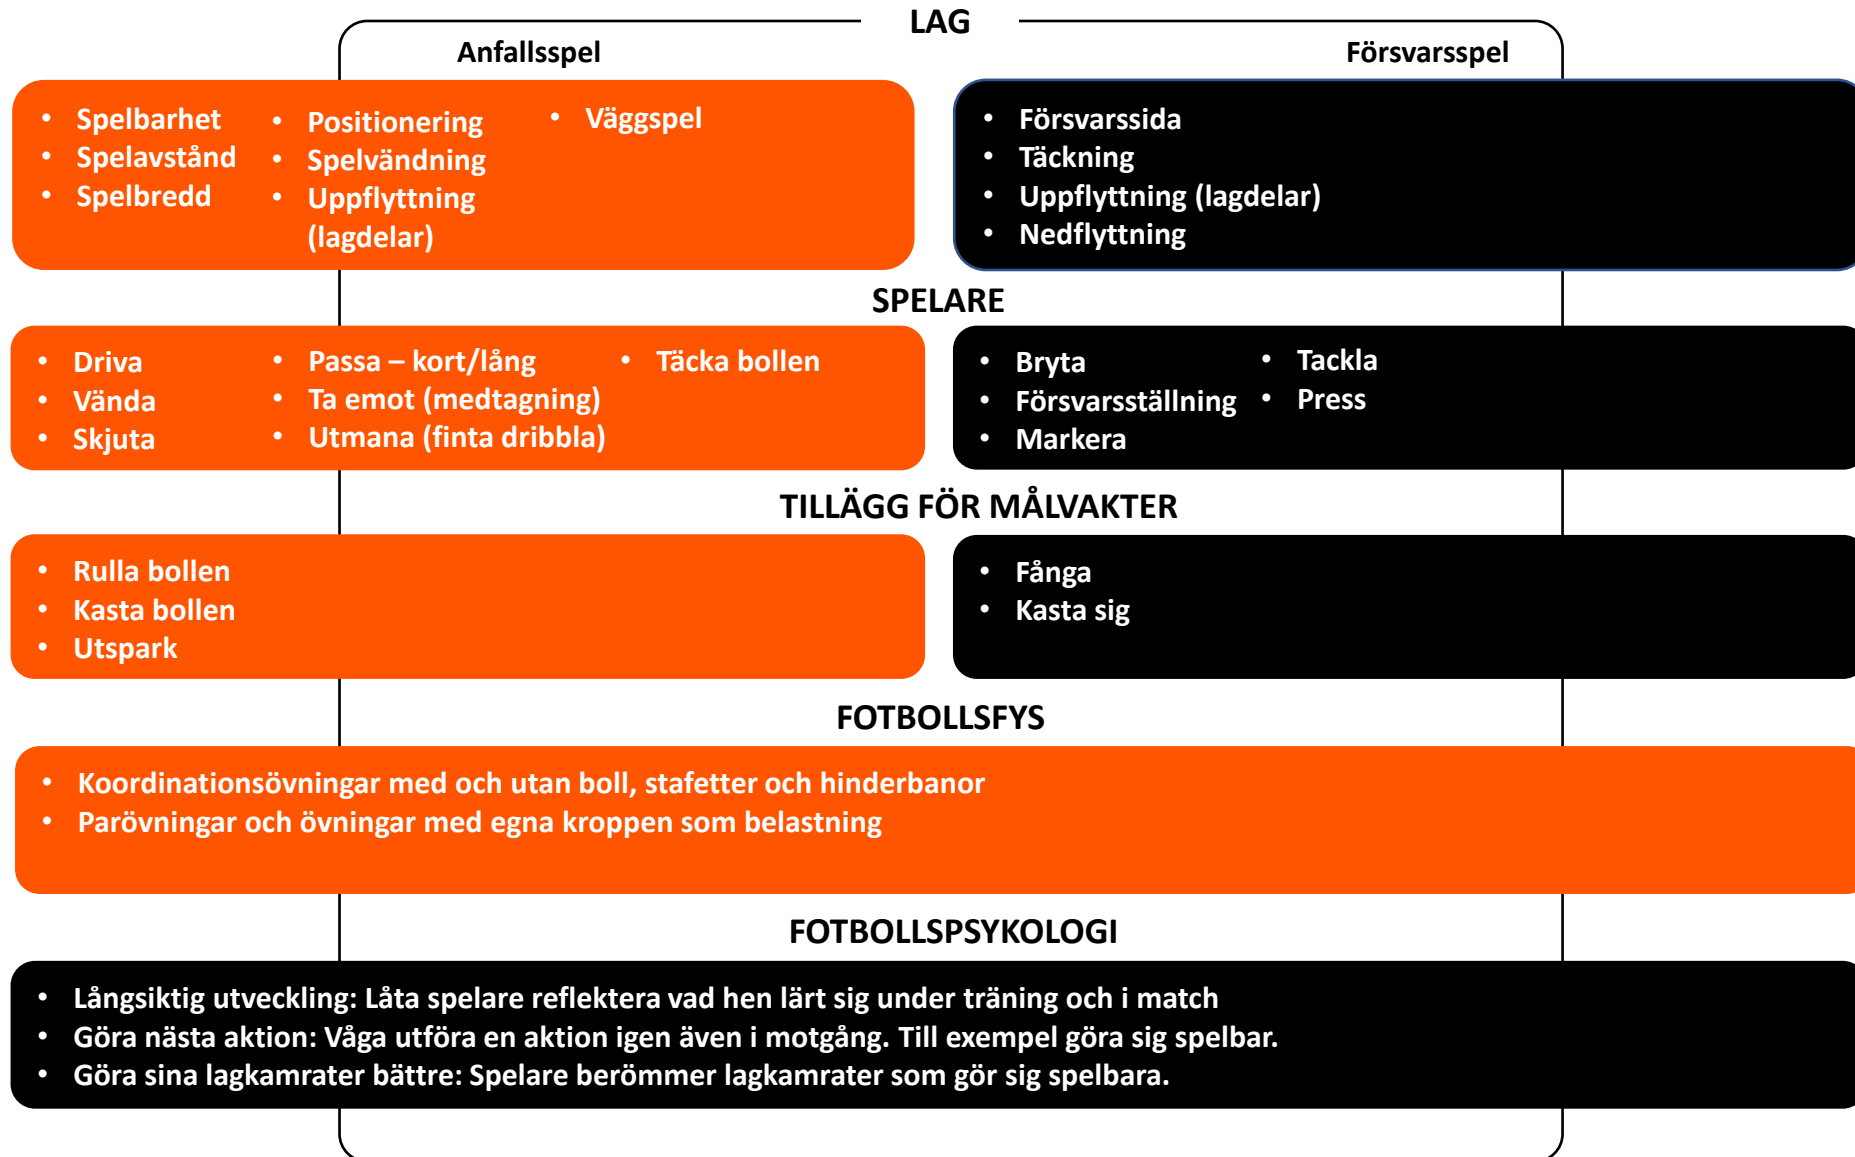 LAG
Anfallsspel
Försvarsspel
• Spelbarhet
• Spelavstånd
• Spelbredd
• Positionering
• Spelvändning
• Uppflyttning
(lagdelar)
• Väggspel
• Försvarssida
• Täckning
• Uppflyttning (lagdelar)
• Nedflyttning
SPELARE
• Driva
• Vända
• Skjuta
• Passa – kort/lång
• Ta emot (medtagning)
• Utmana (finta dribbla)
• Täcka bollen
• Bryta
• Försvarsställning
• Markera
• Tackla
• Press
TILLÄGG FÖR MÅLVAKTER
• Rulla bollen
• Kasta bollen
• Utspark
• Fånga
• Kasta sig
FOTBOLLSFYS
• Koordinationsövningar med och utan boll, stafetter och hinderbanor
• Parövningar och övningar med egna kroppen som belastning
FOTBOLLSPSYKOLOGI
• Långsiktig utveckling: Låta spelare reflektera vad hen lärt sig under träning och i match
• Göra nästa aktion: Våga utföra en aktion igen även i motgång. Till exempel göra sig spelbar.
• Göra sina lagkamrater bättre: Spelare berömmer lagkamrater som gör sig spelbara.